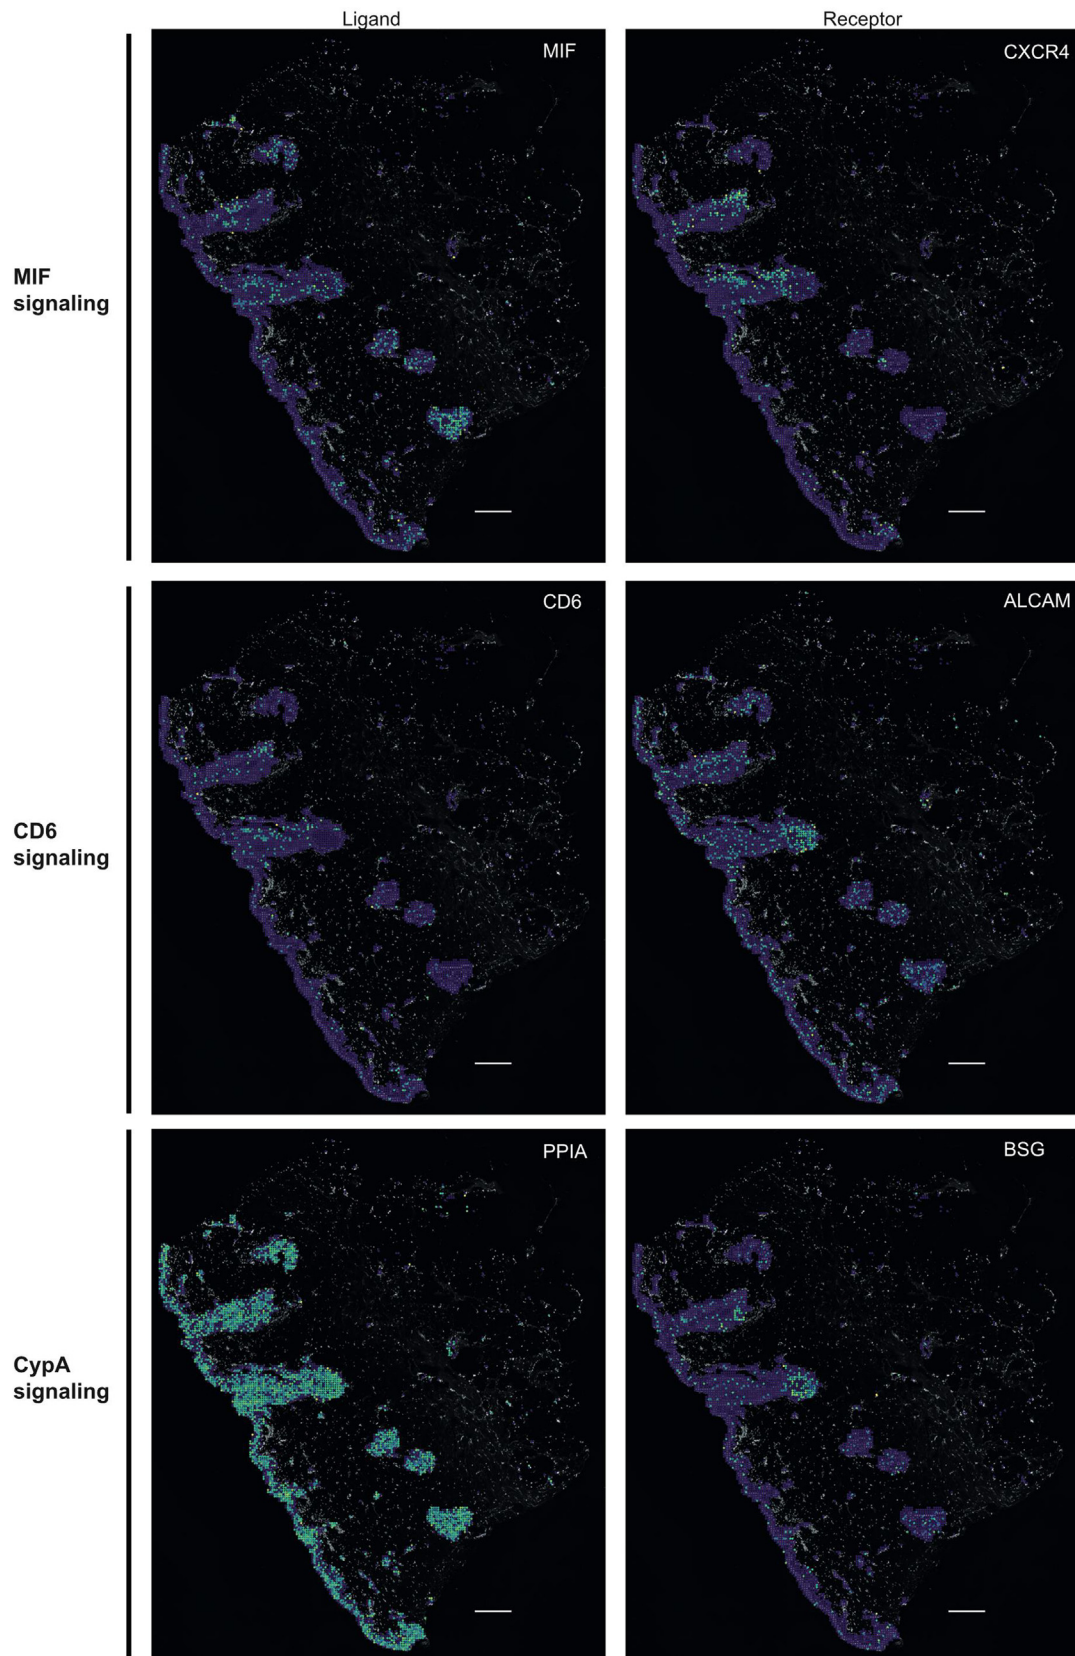 Ligand
Receptor
MIF
CXCR4
MIF
signaling
CD6
ALCAM
CD6
signaling
PPIA
BSG
CypA
signaling